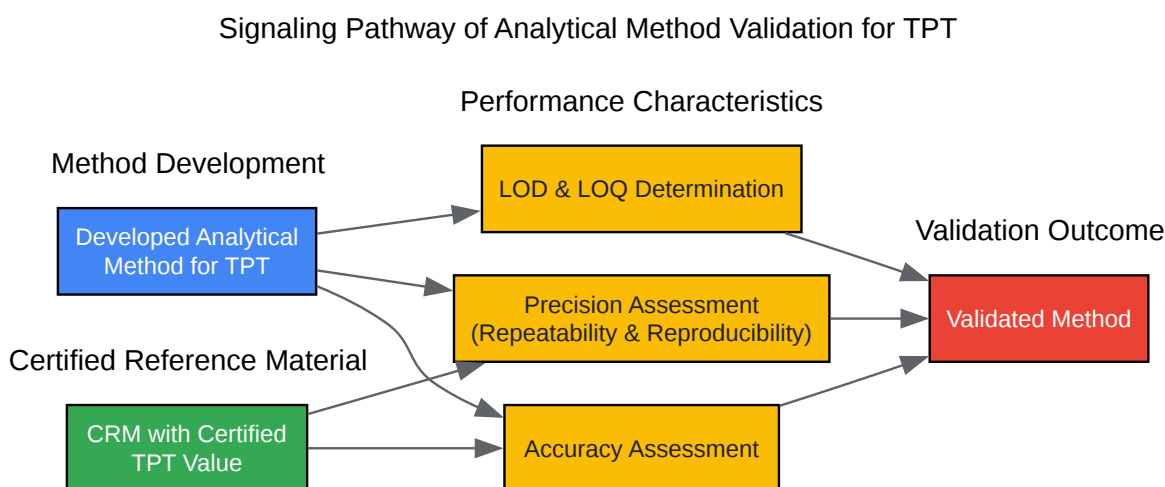 Signaling Pathway of Analytical Method Validation for TPT
Performance Characteristics
Method Development
LOD & LOQ Determination
Developed Analytical
Method for TPT
Validation Outcome
Precision Assessment
(Repeatability & Reproducibility)
Validated Method
Certified Reference Material
CRM with Certified
TPT Value
Accuracy Assessment